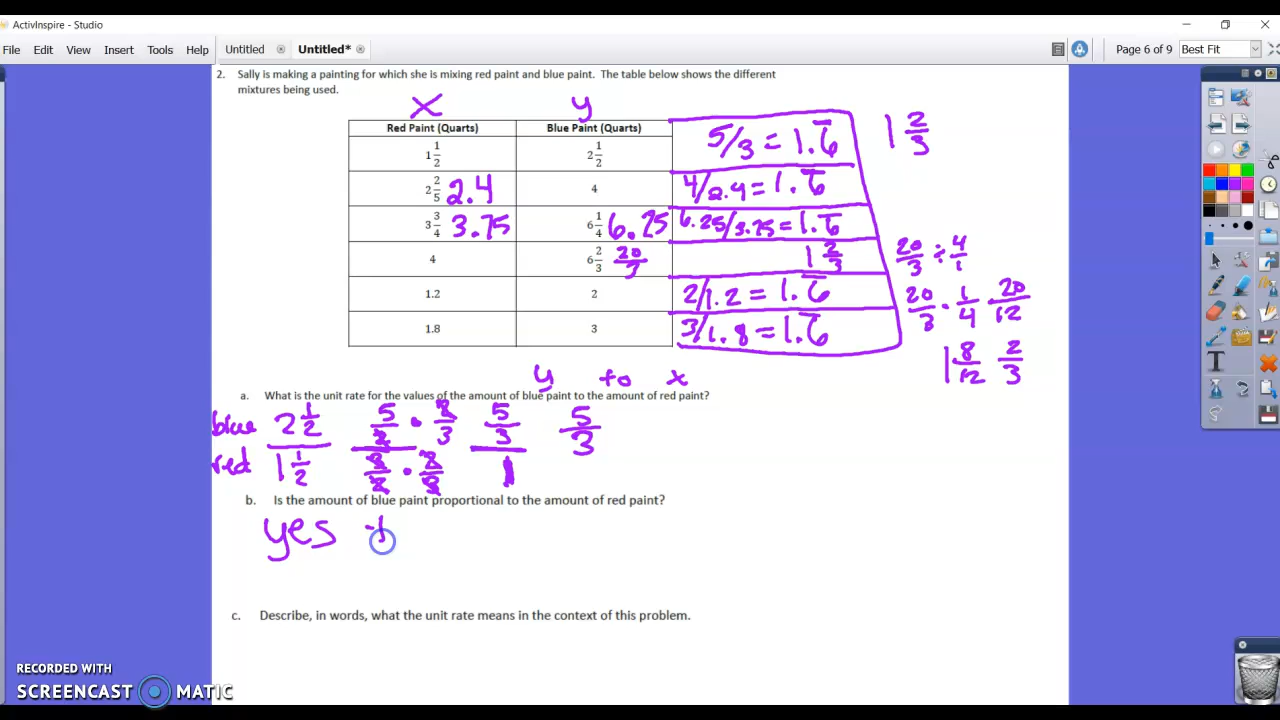 ActivInspire - Studio
File Edit View Insert Tools Help Untitled Untitled* Page 6 of 9 Best Fit
2. Sally is making a painting for which she is mixing red paint and blue paint. The table below shows the different
mixtures being used.
x y
Red Paint (Quarts) Blue Paint (Quarts)
1 1/2 2 1/2 5/3 = 1.6̅ 1 2/3
2 2/5 2.4 4 4/2.4 = 1.6̅
3 3/4 3.75 6 1/4 6.25 6.25/3.75 = 1.6̅
4 6 2/3 20/3 1 2/3 20/3 ÷ 4/1
1.2 2 2/1.2 = 1.6̅ 20/3 · 1/4 20/12
1.8 3 3/1.8 = 1.6̅ 1 8/12 2/3
y to x
a. What is the unit rate for the values of the amount of blue paint to the amount of red paint?
blue 2 1/2 5/2 · 2/3 5/3 5/3
red 1 1/2 3/2 · 2/3 1
b. Is the amount of blue paint proportional to the amount of red paint?
yes
c. Describe, in words, what the unit rate means in the context of this problem.
RECORDED WITH
SCREENCAST MATIC